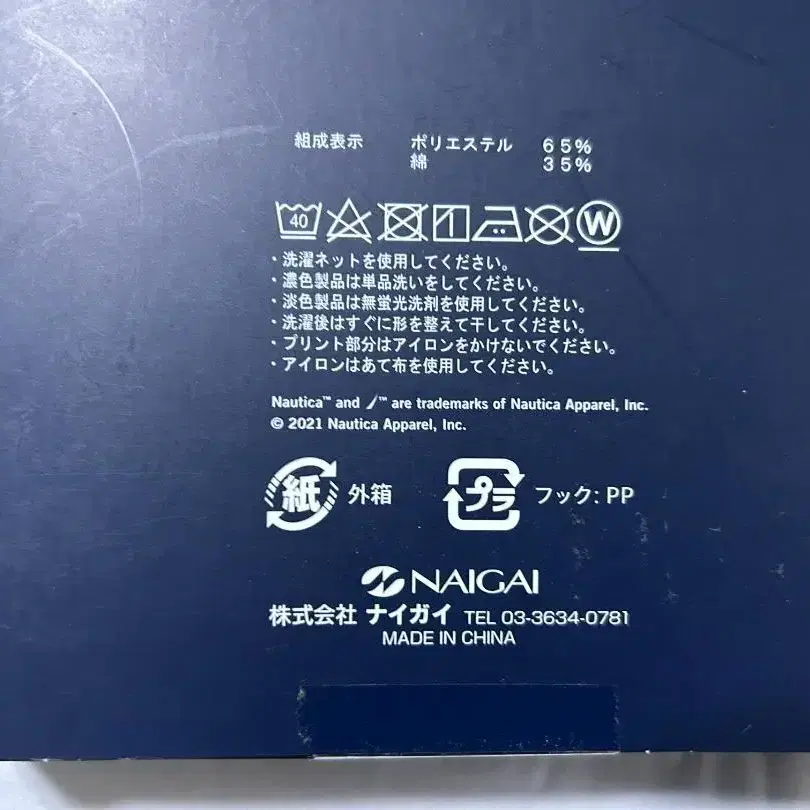 組成表示 ポリエステル 65%
綿 35%
40 W
・洗濯ネットを使用してください。
・濃色製品は単品洗いをしてください。
・淡色製品は無蛍光洗剤を使用してください。
・洗濯後はすぐに形を整えて干してください。
・プリント部分はアイロンをかけないでください。
・アイロンはあて布を使用してください。
Nautica™ and ™ are trademarks of Nautica Apparel, Inc.
© 2021 Nautica Apparel, Inc.
紙 外箱 プラ フック: PP
NAIGAI
株式会社 ナイガイ TEL 03-3634-0781
MADE IN CHINA